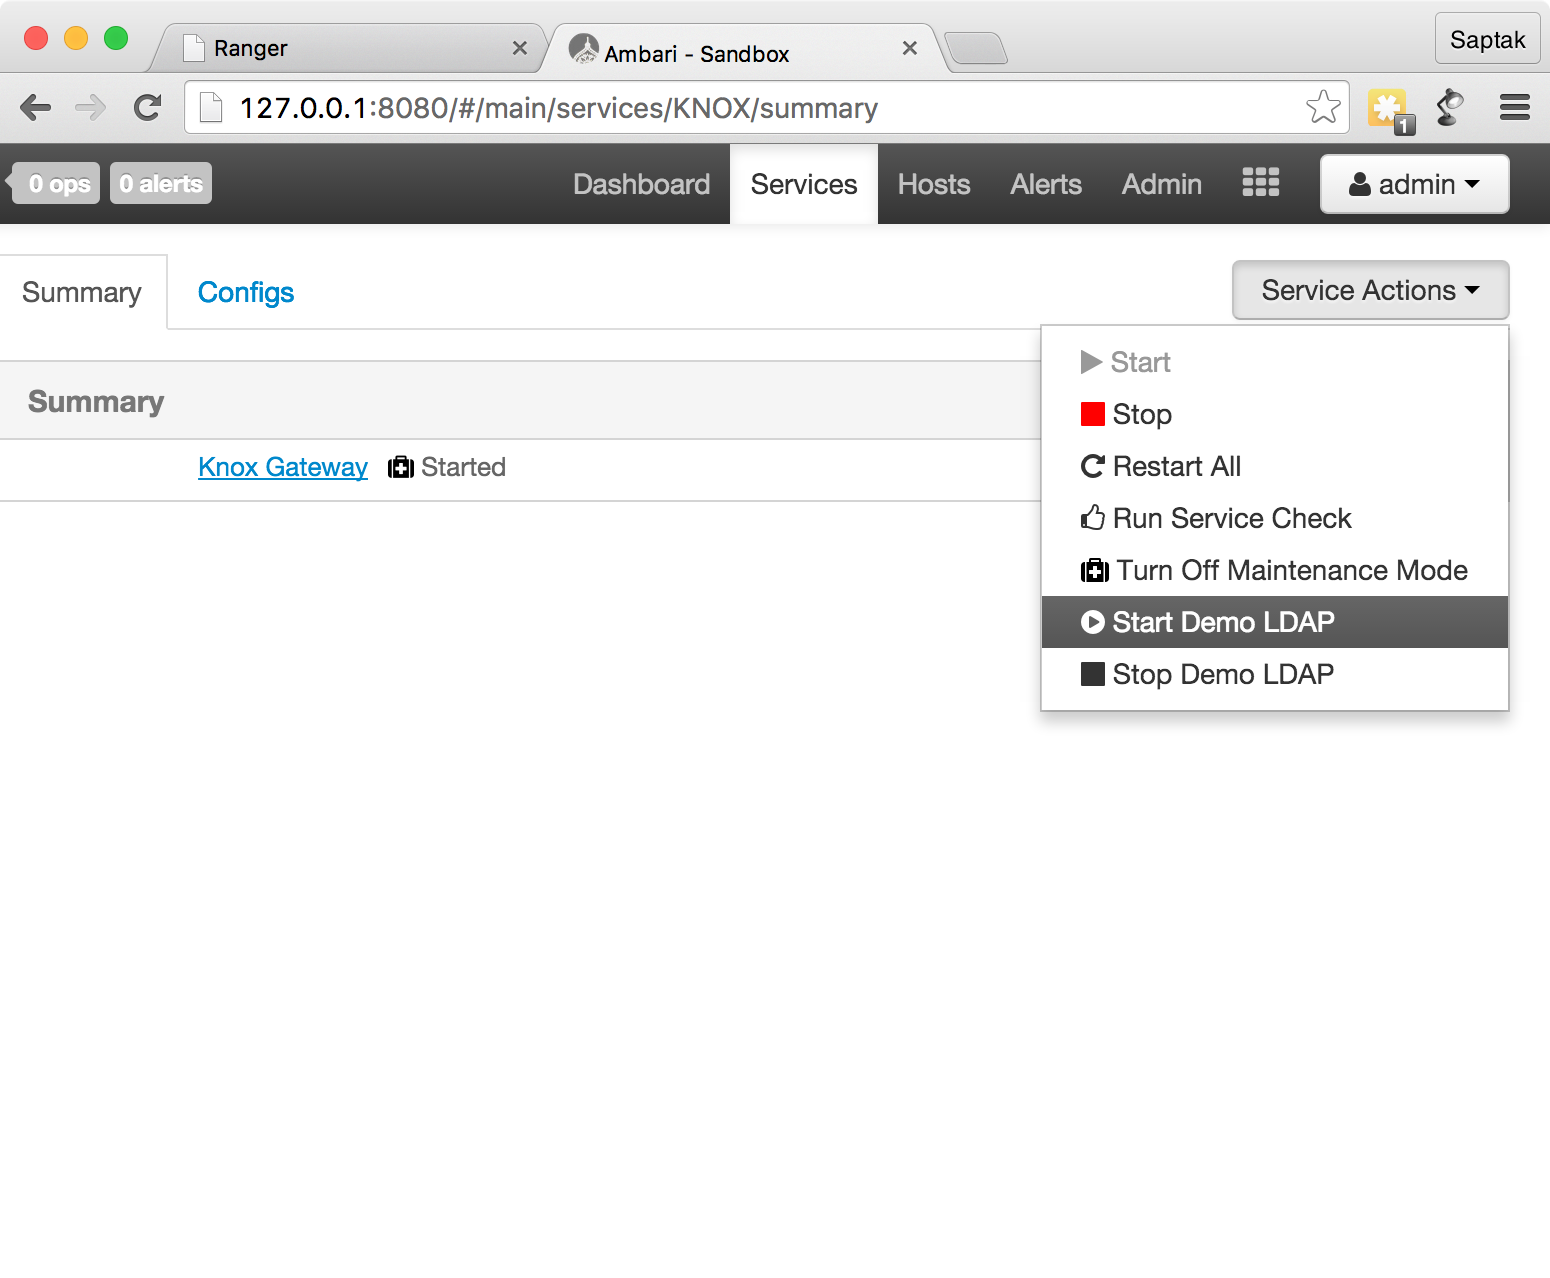 Ranger
Ambari - Sandbox
Saptak
127.0.0.1:8080/#/main/services/KNOX/summary
1
0 ops
0 alerts
Dashboard
Services
Hosts
Alerts
Admin
admin
Summary
Configs
Service Actions
Start
Stop
Restart All
Run Service Check
Turn Off Maintenance Mode
Start Demo LDAP
Stop Demo LDAP
Summary
Knox Gateway Started